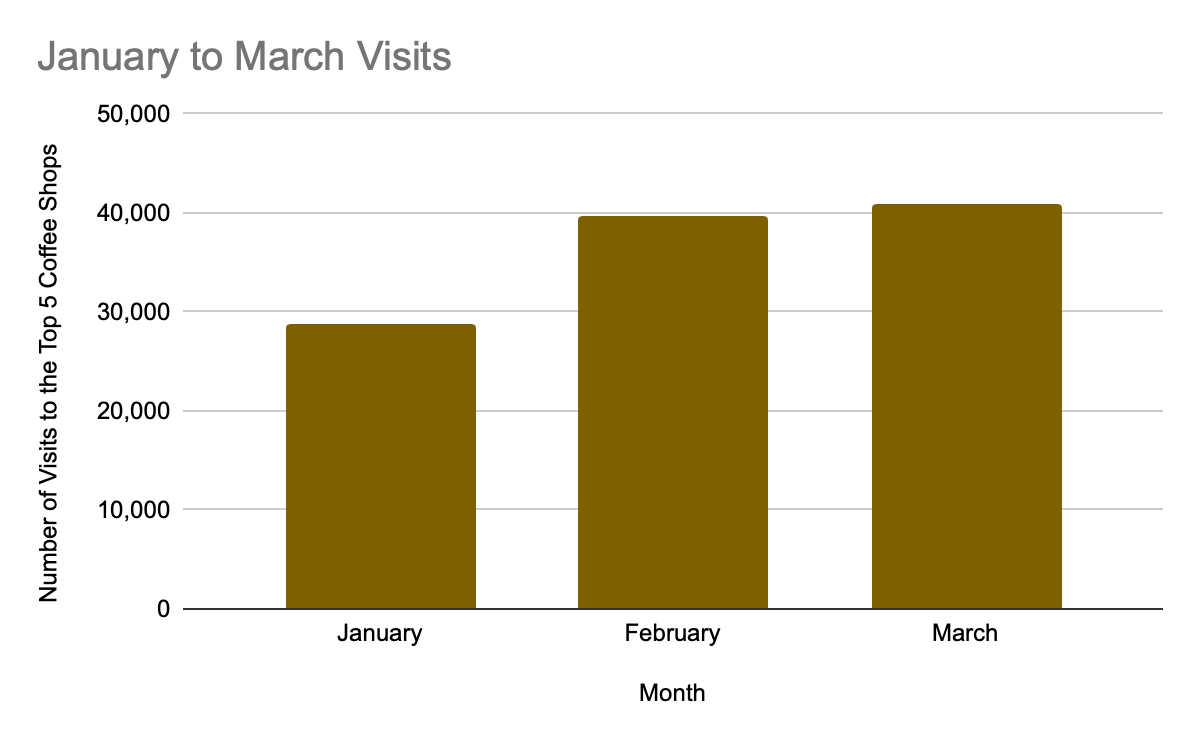 January to March Visits
Number of Visits to the Top 5 Coffee Shops
50,000
40,000
30,000
20,000
10,000
0
January
February
March
Month